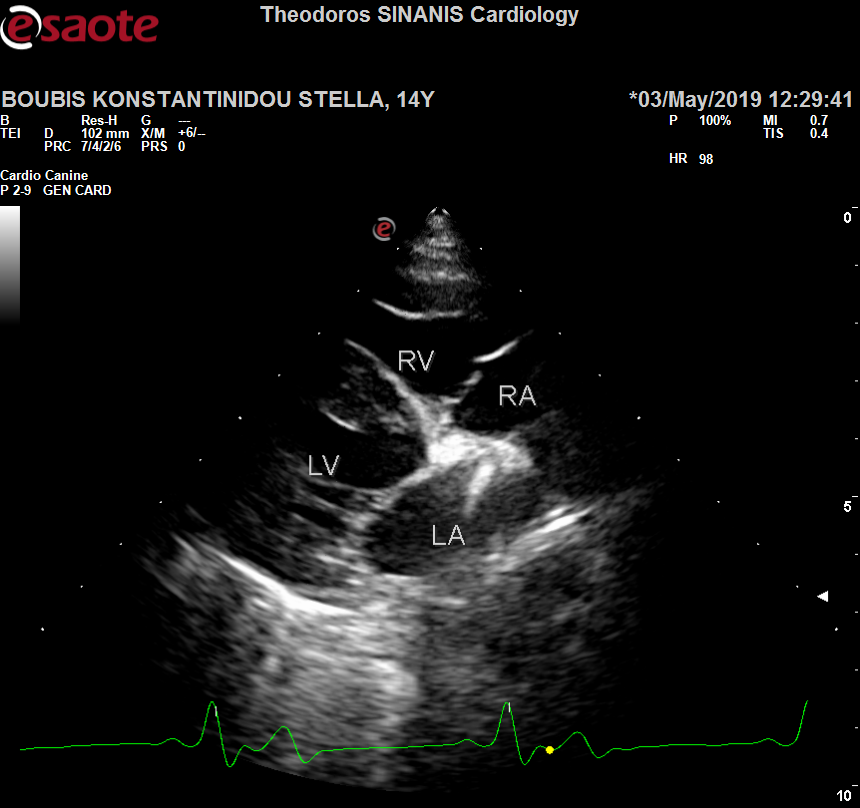 esaote
Theodoros SINANIS Cardiology
BOUBIS KONSTANTINIDOU STELLA, 14Y *03/May/2019 12:29:41
B Res-H G --- P 100% MI 0.7
TEI D 102 mm X/M +6/-- TIS 0.4
PRC 7/4/2/6 PRS 0
HR 98
Cardio Canine
P 2-9 GEN CARD
0
e
RV
RA
LV
5
LA
10